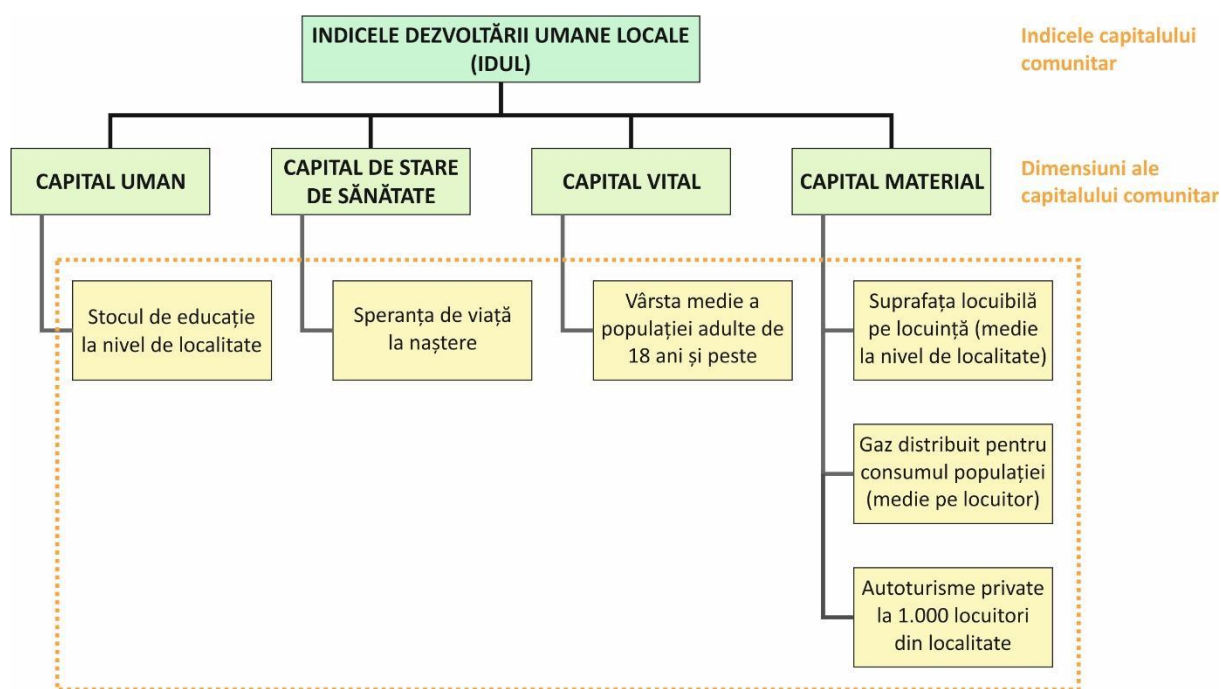 INDICELE DEZVOLTĂRII UMANE LOCALE
(IDUL)
Indicele capitalului
comunitar
CAPITAL UMAN
CAPITAL DE STARE
DE SĂNĂTATE
CAPITAL VITAL
CAPITAL MATERIAL
Dimensiuni ale
capitalului comunitar
Stocul de educație
la nivel de localitate
Speranța de viață
la naștere
Vârsta medie a
populației adulte de
18 ani și peste
Suprafața locuibilă
pe locuință (medie
la nivel de localitate)
Gaz distribuit pentru
consumul populației
(medie pe locuitor)
Autoturisme private
la 1.000 locuitori
din localitate